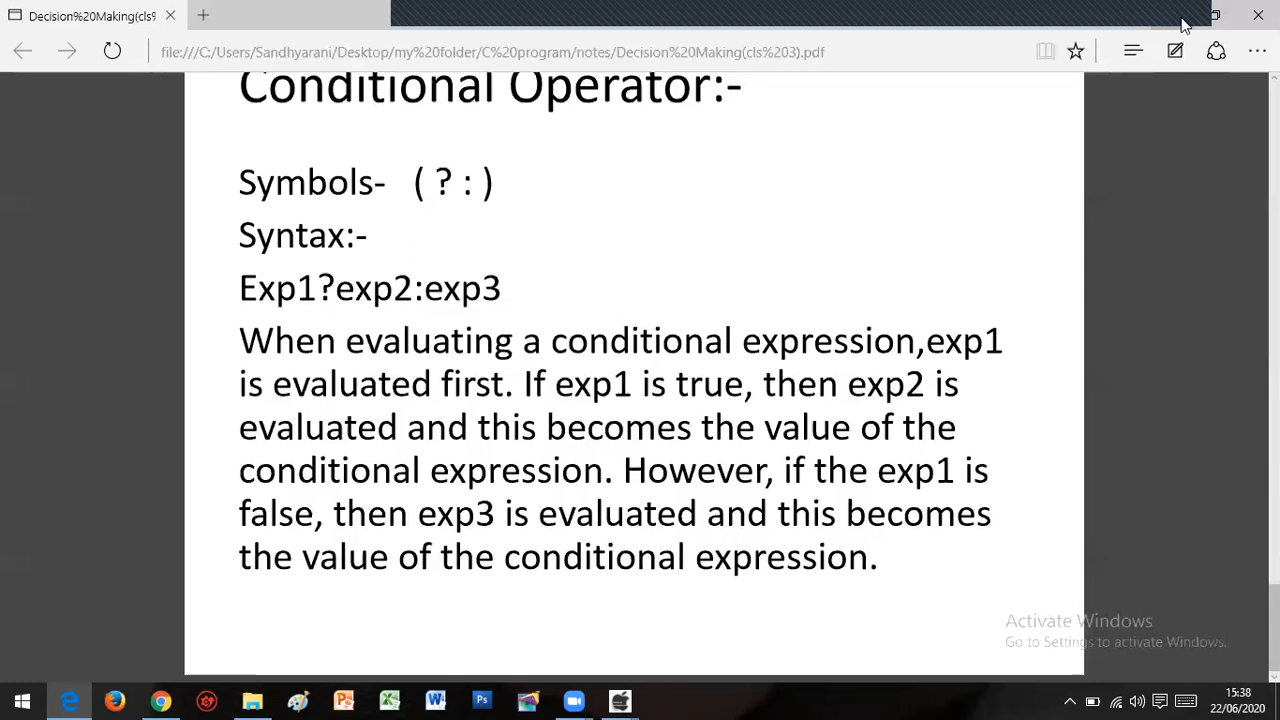 Decision%20Making(cls%
file:///C:/Users/Sandhyarani/Desktop/my%20folder/C%20program/notes/Decision%20Making(cls%203).pdf
Conditional Operator:-
Symbols-   ( ? : )
Syntax:-
Exp1?exp2:exp3
When evaluating a conditional expression,exp1
is evaluated first. If exp1 is true, then exp2 is
evaluated and this becomes the value of the
conditional expression. However, if the exp1 is
false, then exp3 is evaluated and this becomes
the value of the conditional expression.
Activate Windows
Go to Settings to activate Windows.
15:38
22/06/2020